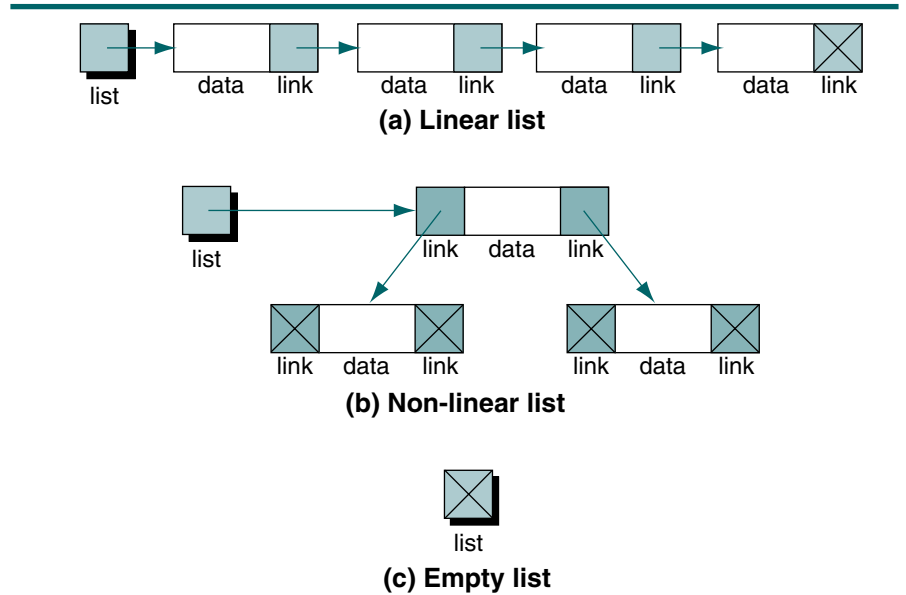 list
data link data link data link data link
(a) Linear list
list
link data link
link data link link data link
(b) Non-linear list
list
(c) Empty list